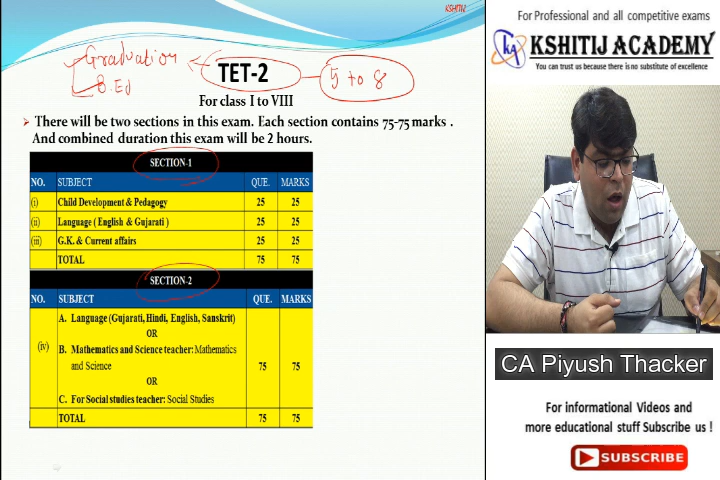 KSHITIJ
Graduation
B.Ed
TET-2
5 to 8
For class I to VIII
There will be two sections in this exam. Each section contains 75-75 marks .
And combined duration this exam will be 2 hours.
SECTION-1
NO. SUBJECT QUE. MARKS
(i) Child Development & Pedagogy 25 25
(ii) Language ( English & Gujarati ) 25 25
(iii) G.K. & Current affairs 25 25
TOTAL 75 75
SECTION-2
NO. SUBJECT QUE. MARKS
A. Language (Gujarati, Hindi, English, Sanskrit)
OR
(iv) B. Mathematics and Science teacher: Mathematics
and Science 75 75
OR
C. For Social studies teacher: Social Studies
TOTAL 75 75
For Professional and all competitive exams
KA
KSHITIJ ACADEMY
You can trust us because there is no substitute of excellence
CA Piyush Thacker
For informational Videos and
more educational stuff Subscribe us !
SUBSCRIBE